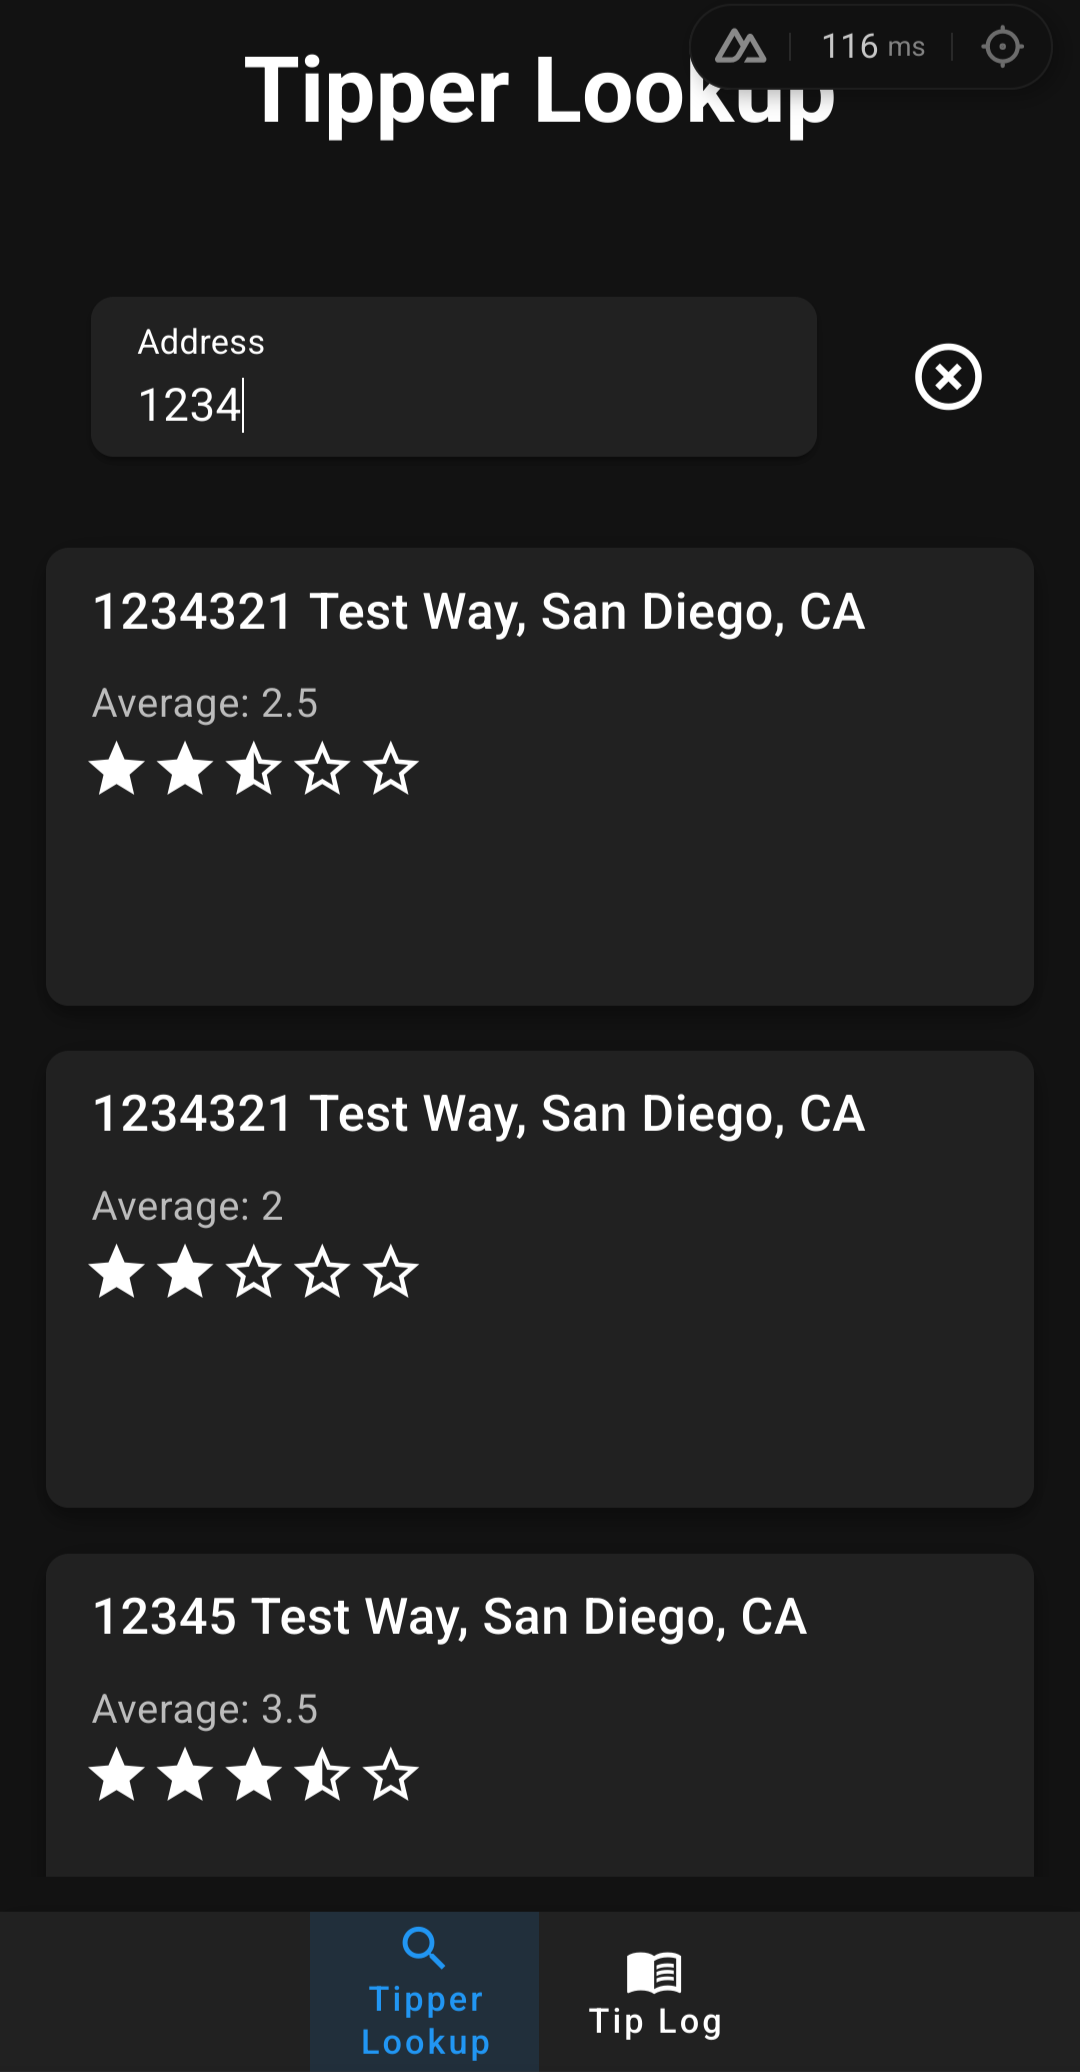 116 ms
Tipper Lookup
Address
1234
1234321 Test Way, San Diego, CA
Average: 2.5
1234321 Test Way, San Diego, CA
Average: 2
12345 Test Way, San Diego, CA
Average: 3.5
Tipper
Lookup
Tip Log